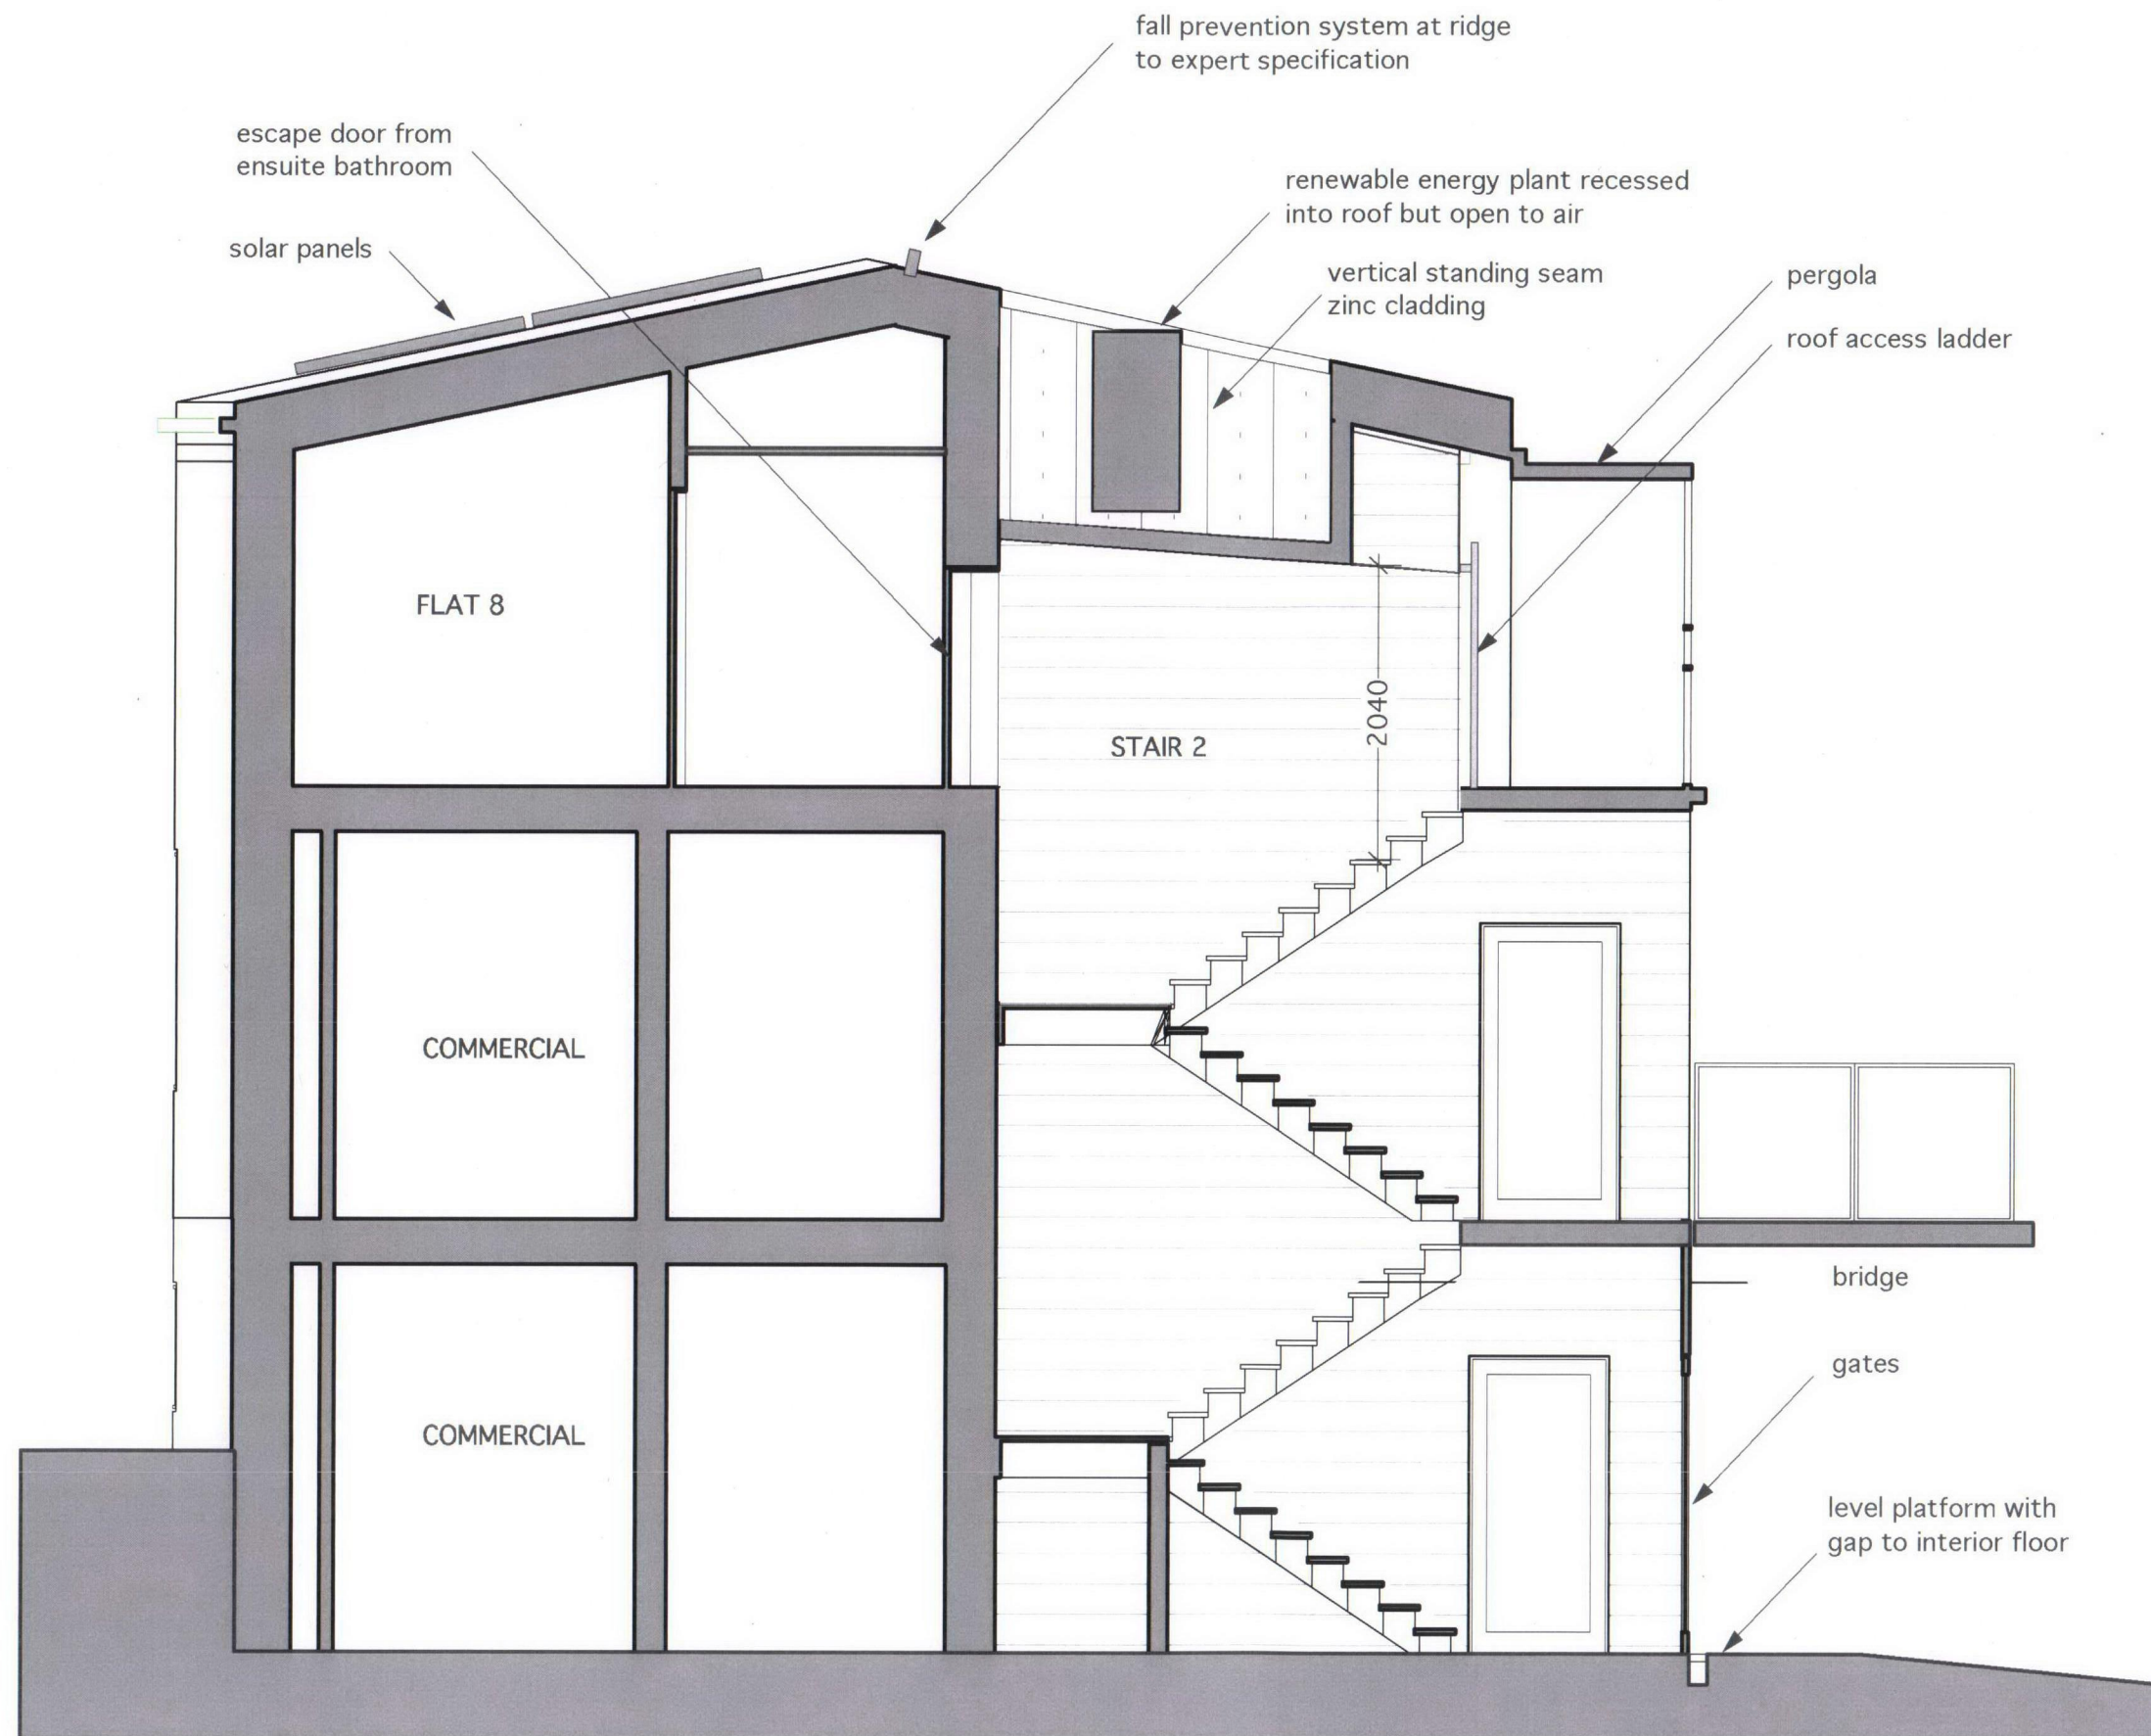 fall prevention system at ridge
to expert specification
escape door from
ensuite bathroom
renewable energy plant recessed
into roof but open to air
solar panels
vertical standing seam
zinc cladding
pergola
roof access ladder
FLAT 8
2040
STAIR 2
COMMERCIAL
bridge
gates
COMMERCIAL
level platform with
gap to interior floor